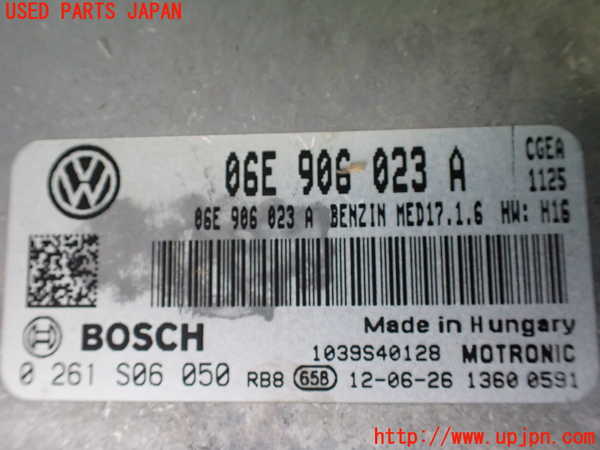 USED PARTS JAPAN
06E 906 023 A
CGEA
1125
06E 906 023 A BENZIN MED17.1.6 HW: H16
BOSCH
Made in Hungary
1039S40128 MOTRONIC
0 261 S06 050 RB8 658 12-06-26 1360 0591
http://www.upjpn.com/